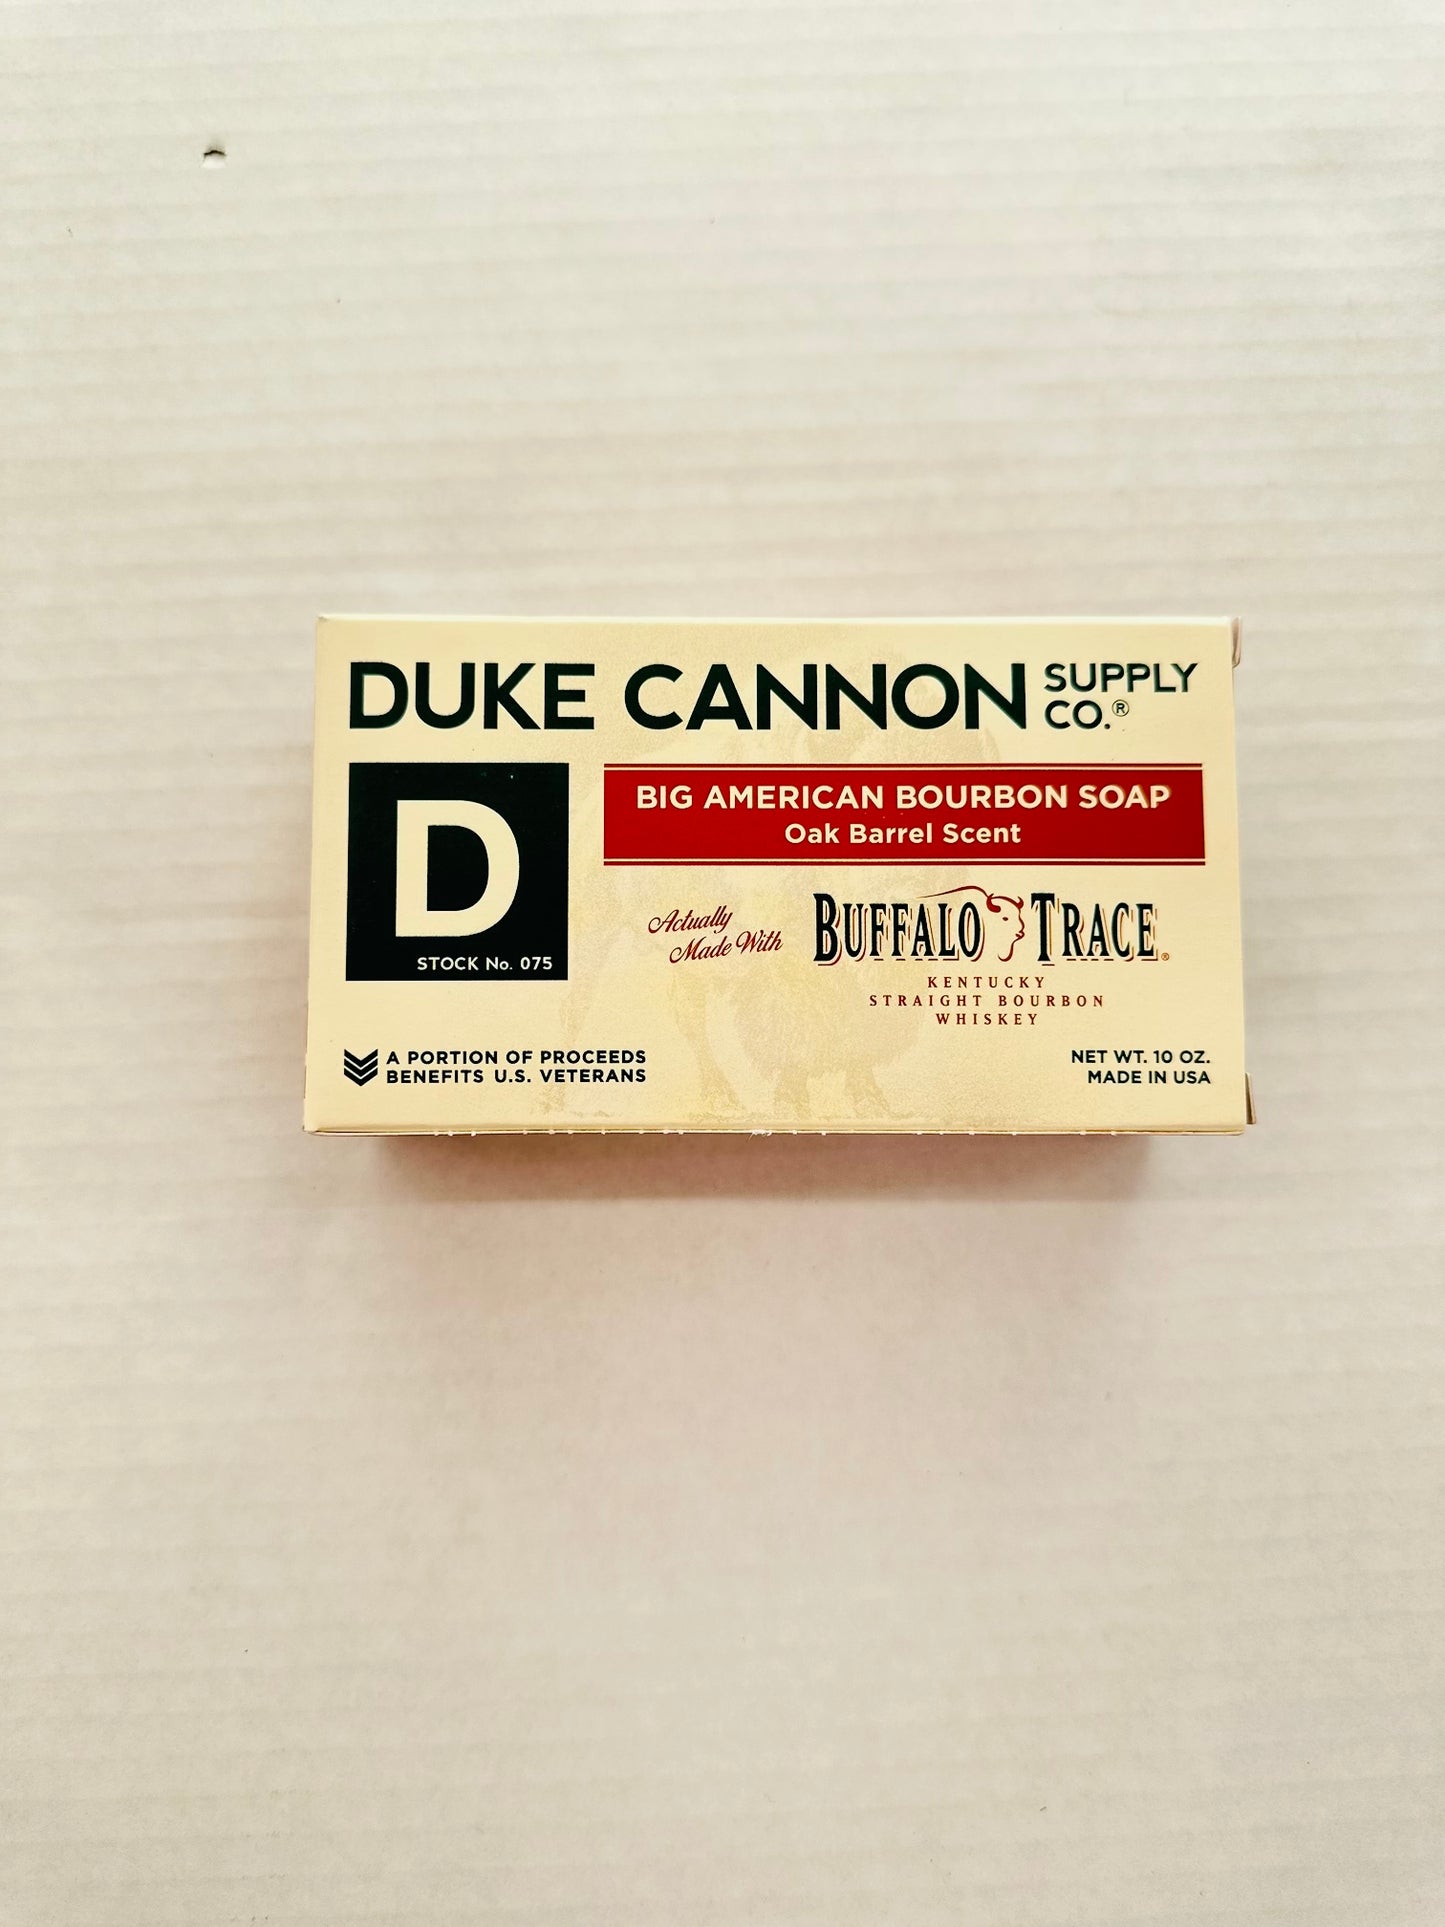 DUKE CANNON SUPPLY CO.®
BIG AMERICAN BOURBON SOAP
Oak Barrel Scent
D
STOCK No. 075
Actually
Made With
BUFFALO TRACE®
KENTUCKY
STRAIGHT BOURBON
WHISKEY
A PORTION OF PROCEEDS
BENEFITS U.S. VETERANS
NET WT. 10 OZ.
MADE IN USA